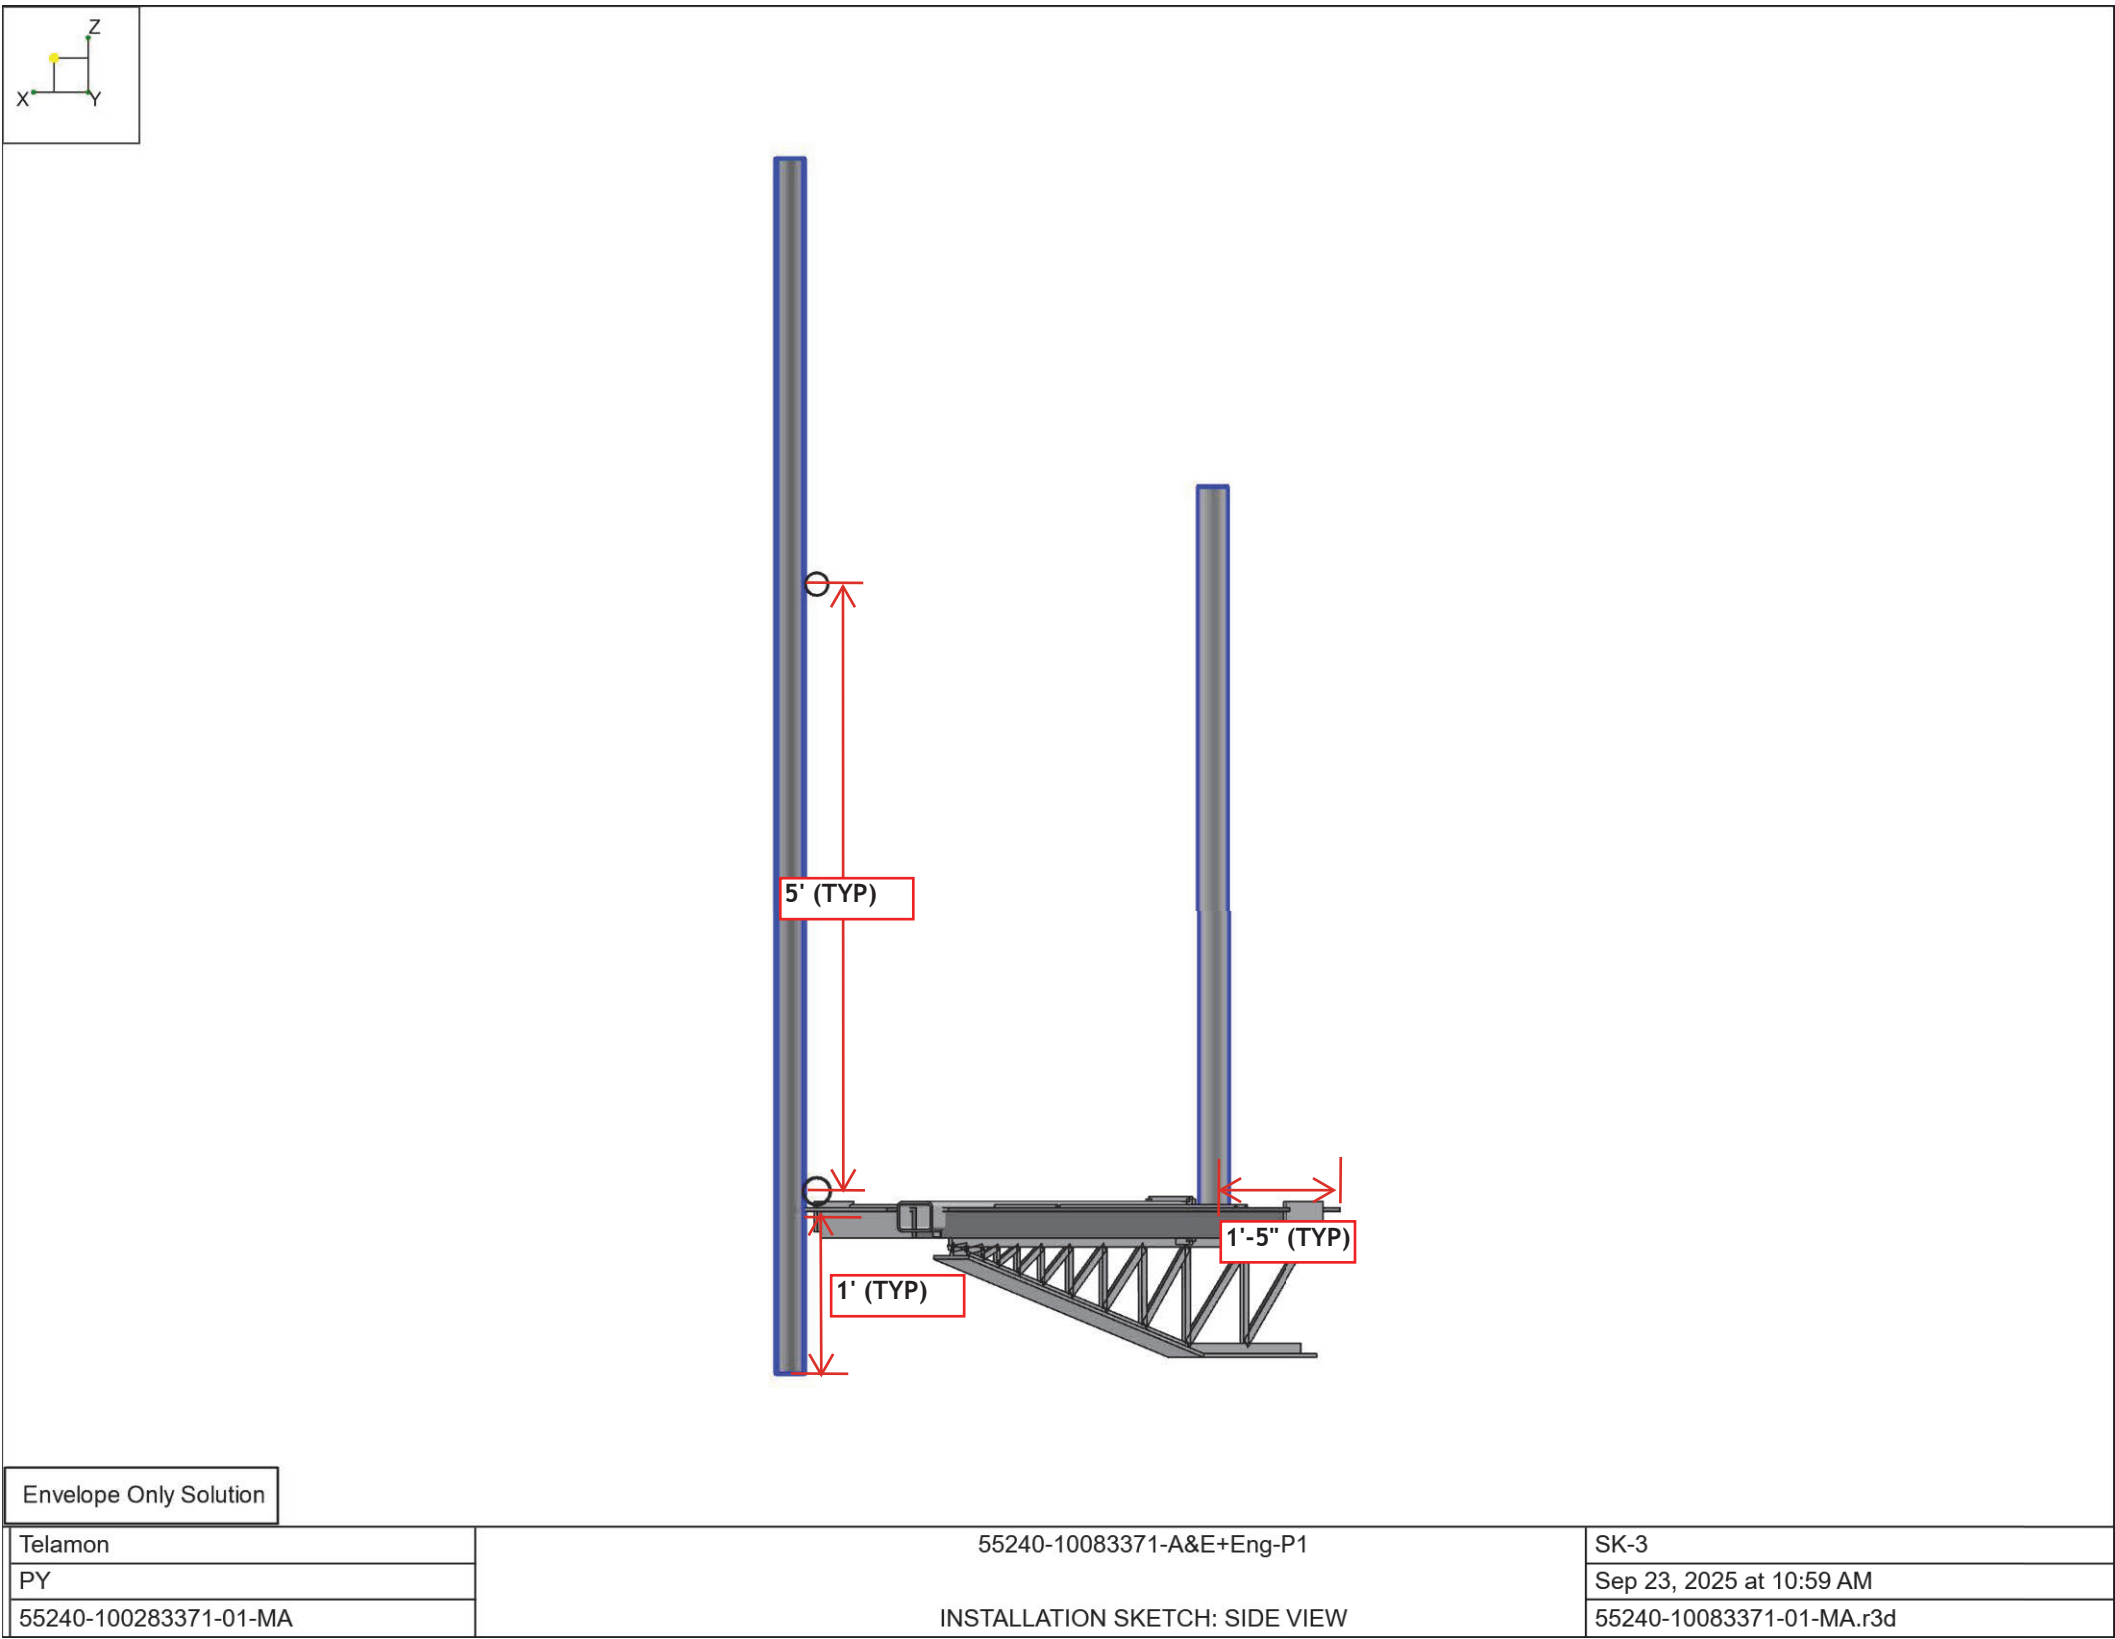 Z
X
Y
5' (TYP)
1'-5" (TYP)
1' (TYP)
Envelope Only Solution
Telamon
PY
55240-100283371-01-MA
55240-10083371-A&E+Eng-P1
INSTALLATION SKETCH: SIDE VIEW
SK-3
Sep 23, 2025 at 10:59 AM
55240-10083371-01-MA.r3d